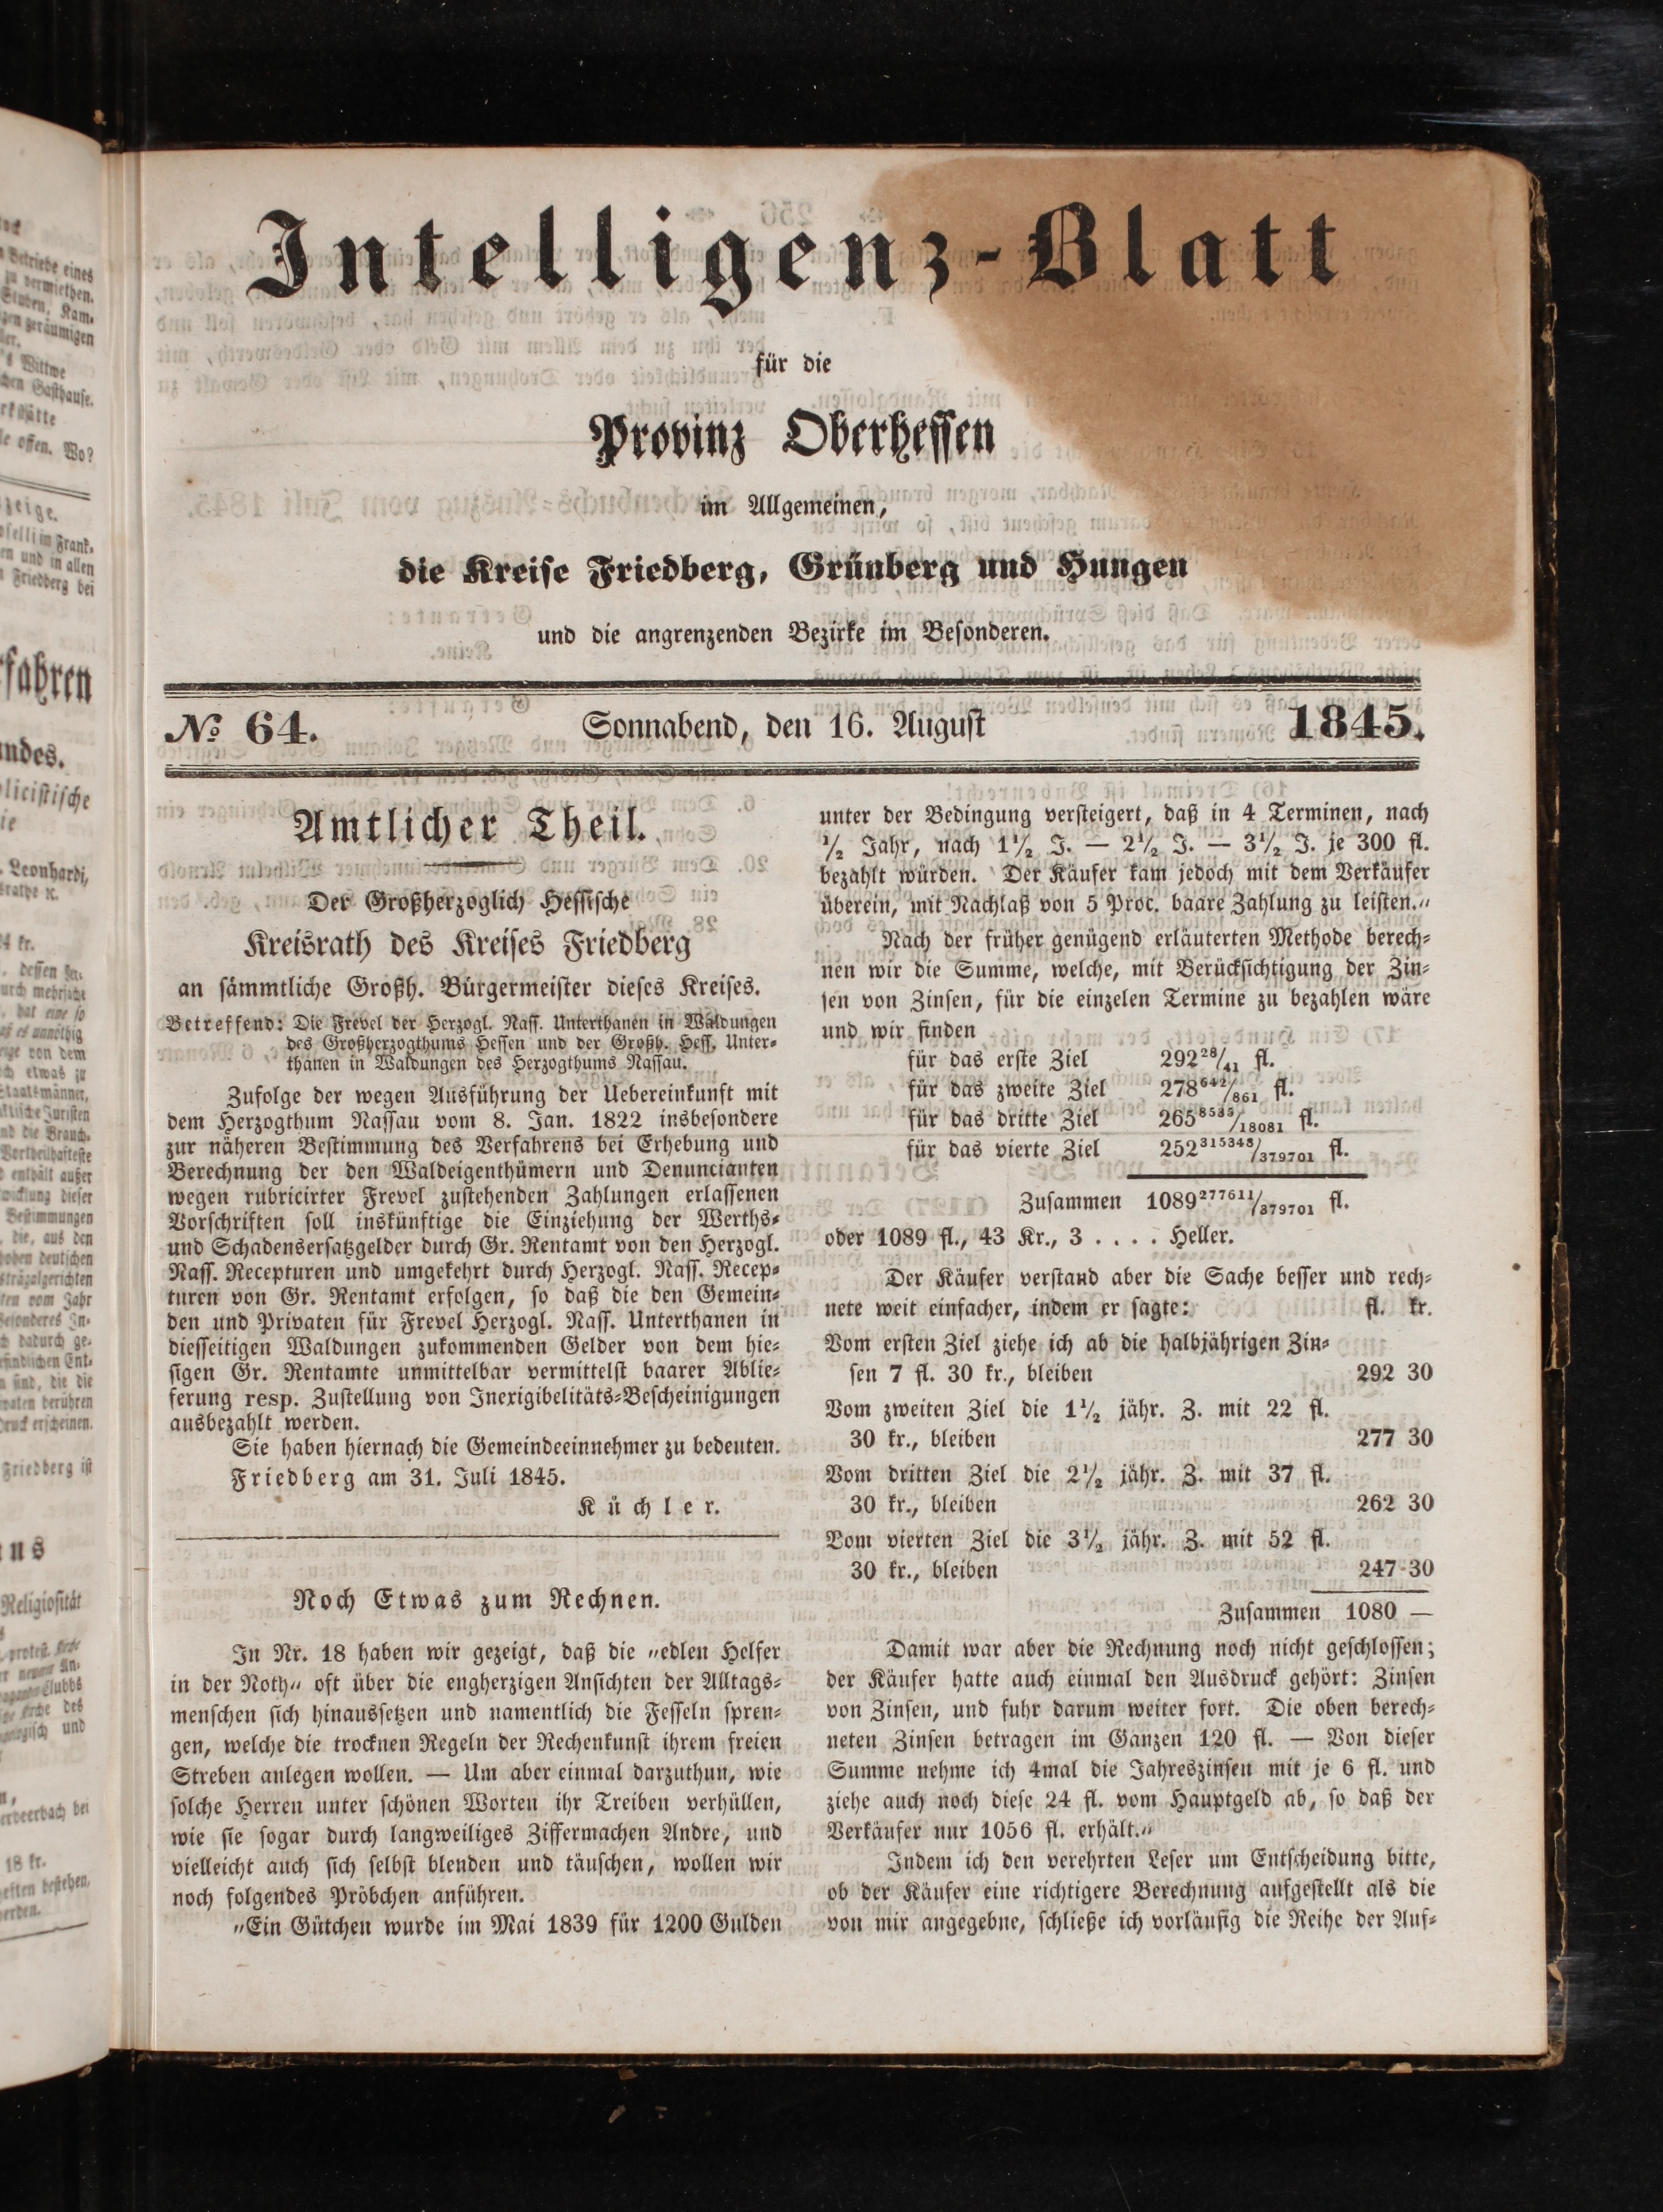 Intelligenz-Blatt
für die
Provinz Oberhessen
im Allgemeinen,
die Kreise Friedberg, Grünberg und Hungen
und die angrenzenden Bezirke im Besonderen.
№ 64. Sonnabend, den 16. August 1845.
Amtlicher Theil.
Der Großherzoglich Hessische
Kreisrath des Kreises Friedberg
an sämmtliche Großh. Bürgermeister dieses Kreises.
Betreffend: Die Frevel der Herzogl. Nass. Unterthanen in Waldungen
des Großherzogthums Hessen und der Großh. Hess. Unter-
thanen in Waldungen des Herzogthums Nassau.
Zufolge der wegen Ausführung der Uebereinkunft mit
dem Herzogthum Nassau vom 8. Jan. 1822 insbesondere
zur näheren Bestimmung des Verfahrens bei Erhebung und
Berechnung der den Waldeigenthümern und Denuncianten
wegen rubricirter Frevel zustehenden Zahlungen erlassenen
Vorschriften soll inskünftige die Einziehung der Werths-
und Schadensersatzgelder durch Gr. Rentamt von den Herzogl.
Nass. Recepturen und umgekehrt durch Herzogl. Nass. Recep-
turen von Gr. Rentamt erfolgen, so daß die den Gemein-
den und Privaten für Frevel Herzogl. Nass. Unterthanen in
diesseitigen Waldungen zukommenden Gelder von dem hie-
sigen Gr. Rentamte unmittelbar vermittelst baarer Ablie-
ferung resp. Zustellung von Inexigibelitäts-Bescheinigungen
ausbezahlt werden.
Sie haben hiernach die Gemeindeeinnehmer zu bedeuten.
Friedberg am 31. Juli 1845.
Küchler.
Noch Etwas zum Rechnen.
In Nr. 18 haben wir gezeigt, daß die „edlen Helfer
in der Noth„ oft über die engherzigen Ansichten der Alltags-
menschen sich hinaussetzen und namentlich die Fesseln spren-
gen, welche die trocknen Regeln der Rechenkunst ihrem freien
Streben anlegen wollen. — Um aber einmal darzuthun, wie
solche Herren unter schönen Worten ihr Treiben verhüllen,
wie sie sogar durch langweiliges Ziffermachen Andre, und
vielleicht auch sich selbst blenden und täuschen, wollen wir
noch folgendes Pröbchen anführen.
„Ein Gütchen wurde im Mai 1839 für 1200 Gulden
unter der Bedingung versteigert, daß in 4 Terminen, nach
½ Jahr, nach 1½ J. — 2½ J. — 3½ J. je 300 fl.
bezahlt würden. Der Käufer kam jedoch mit dem Verkäufer
überein, mit Nachlaß von 5 Proc. baare Zahlung zu leisten.„
Nach der früher genügend erläuterten Methode berech-
nen wir die Summe, welche, mit Berücksichtigung der Zin-
sen von Zinsen, für die einzelen Termine zu bezahlen wäre
und wir finden
für das erste Ziel 292 28/41 fl.
für das zweite Ziel 278 642/861 fl.
für das dritte Ziel 265 8535/18081 fl.
für das vierte Ziel 252 315348/379701 fl.
Zusammen 1089 277611/379701 fl.
oder 1089 fl., 43 Kr., 3 . . . . Heller.
Der Käufer verstand aber die Sache besser und rech-
nete weit einfacher, indem er sagte: fl. kr.
Vom ersten Ziel ziehe ich ab die halbjährigen Zin-
sen 7 fl. 30 kr., bleiben 292 30
Vom zweiten Ziel die 1½ jähr. Z. mit 22 fl.
30 kr., bleiben 277 30
Vom dritten Ziel die 2½ jähr. Z. mit 37 fl.
30 kr., bleiben 262 30
Vom vierten Ziel die 3½ jähr. Z. mit 52 fl.
30 kr., bleiben 247 30
Zusammen 1080 —
Damit war aber die Rechnung noch nicht geschlossen;
der Käufer hatte auch einmal den Ausdruck gehört: Zinsen
von Zinsen, und fuhr darum weiter fort. Die oben berech-
neten Zinsen betragen im Ganzen 120 fl. — Von dieser
Summe nehme ich 4mal die Jahreszinsen mit je 6 fl. und
ziehe auch noch diese 24 fl. vom Hauptgeld ab, so daß der
Verkäufer nur 1056 fl. erhält.„
Indem ich den verehrten Leser um Entscheidung bitte,
ob der Käufer eine richtigere Berechnung aufgestellt als die
von mir angegebne, schließe ich vorläufig die Reihe der Auf-